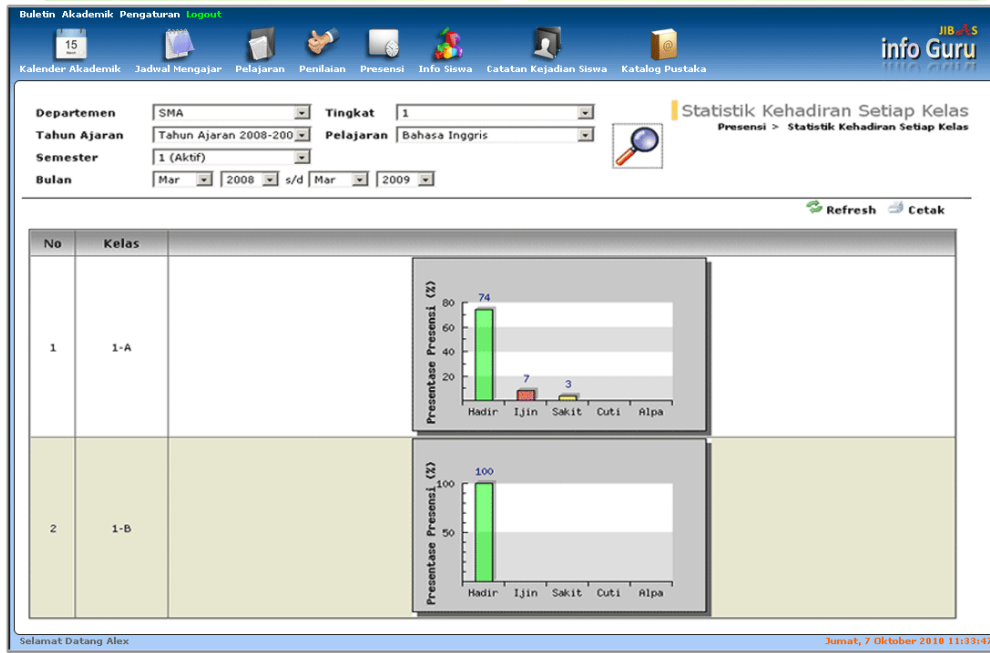 Buletin Akademik Pengaturan Logout
15
Kalender Akademik Jadwal Mengajar Pelajaran Penilaian Presensi Info Siswa Catatan Kejadian Siswa Katalog Pustaka
JIBAS
info Guru
Departemen SMA Tingkat 1
Tahun Ajaran Tahun Ajaran 2008-200 Pelajaran Bahasa Inggris
Semester 1 (Aktif)
Bulan Mar 2008 s/d Mar 2009
Statistik Kehadiran Setiap Kelas
Presensi > Statistik Kehadiran Setiap Kelas
Refresh Cetak
No Kelas
1 1-A
Presentase Presensi (%)
80
60
40
20
74
7
3
Hadir Ijin Sakit Cuti Alpa
2 1-B
Presentase Presensi (%)
100
50
100
Hadir Ijin Sakit Cuti Alpa
Selamat Datang Alex
Jumat, 7 Oktober 2010 11:33:47